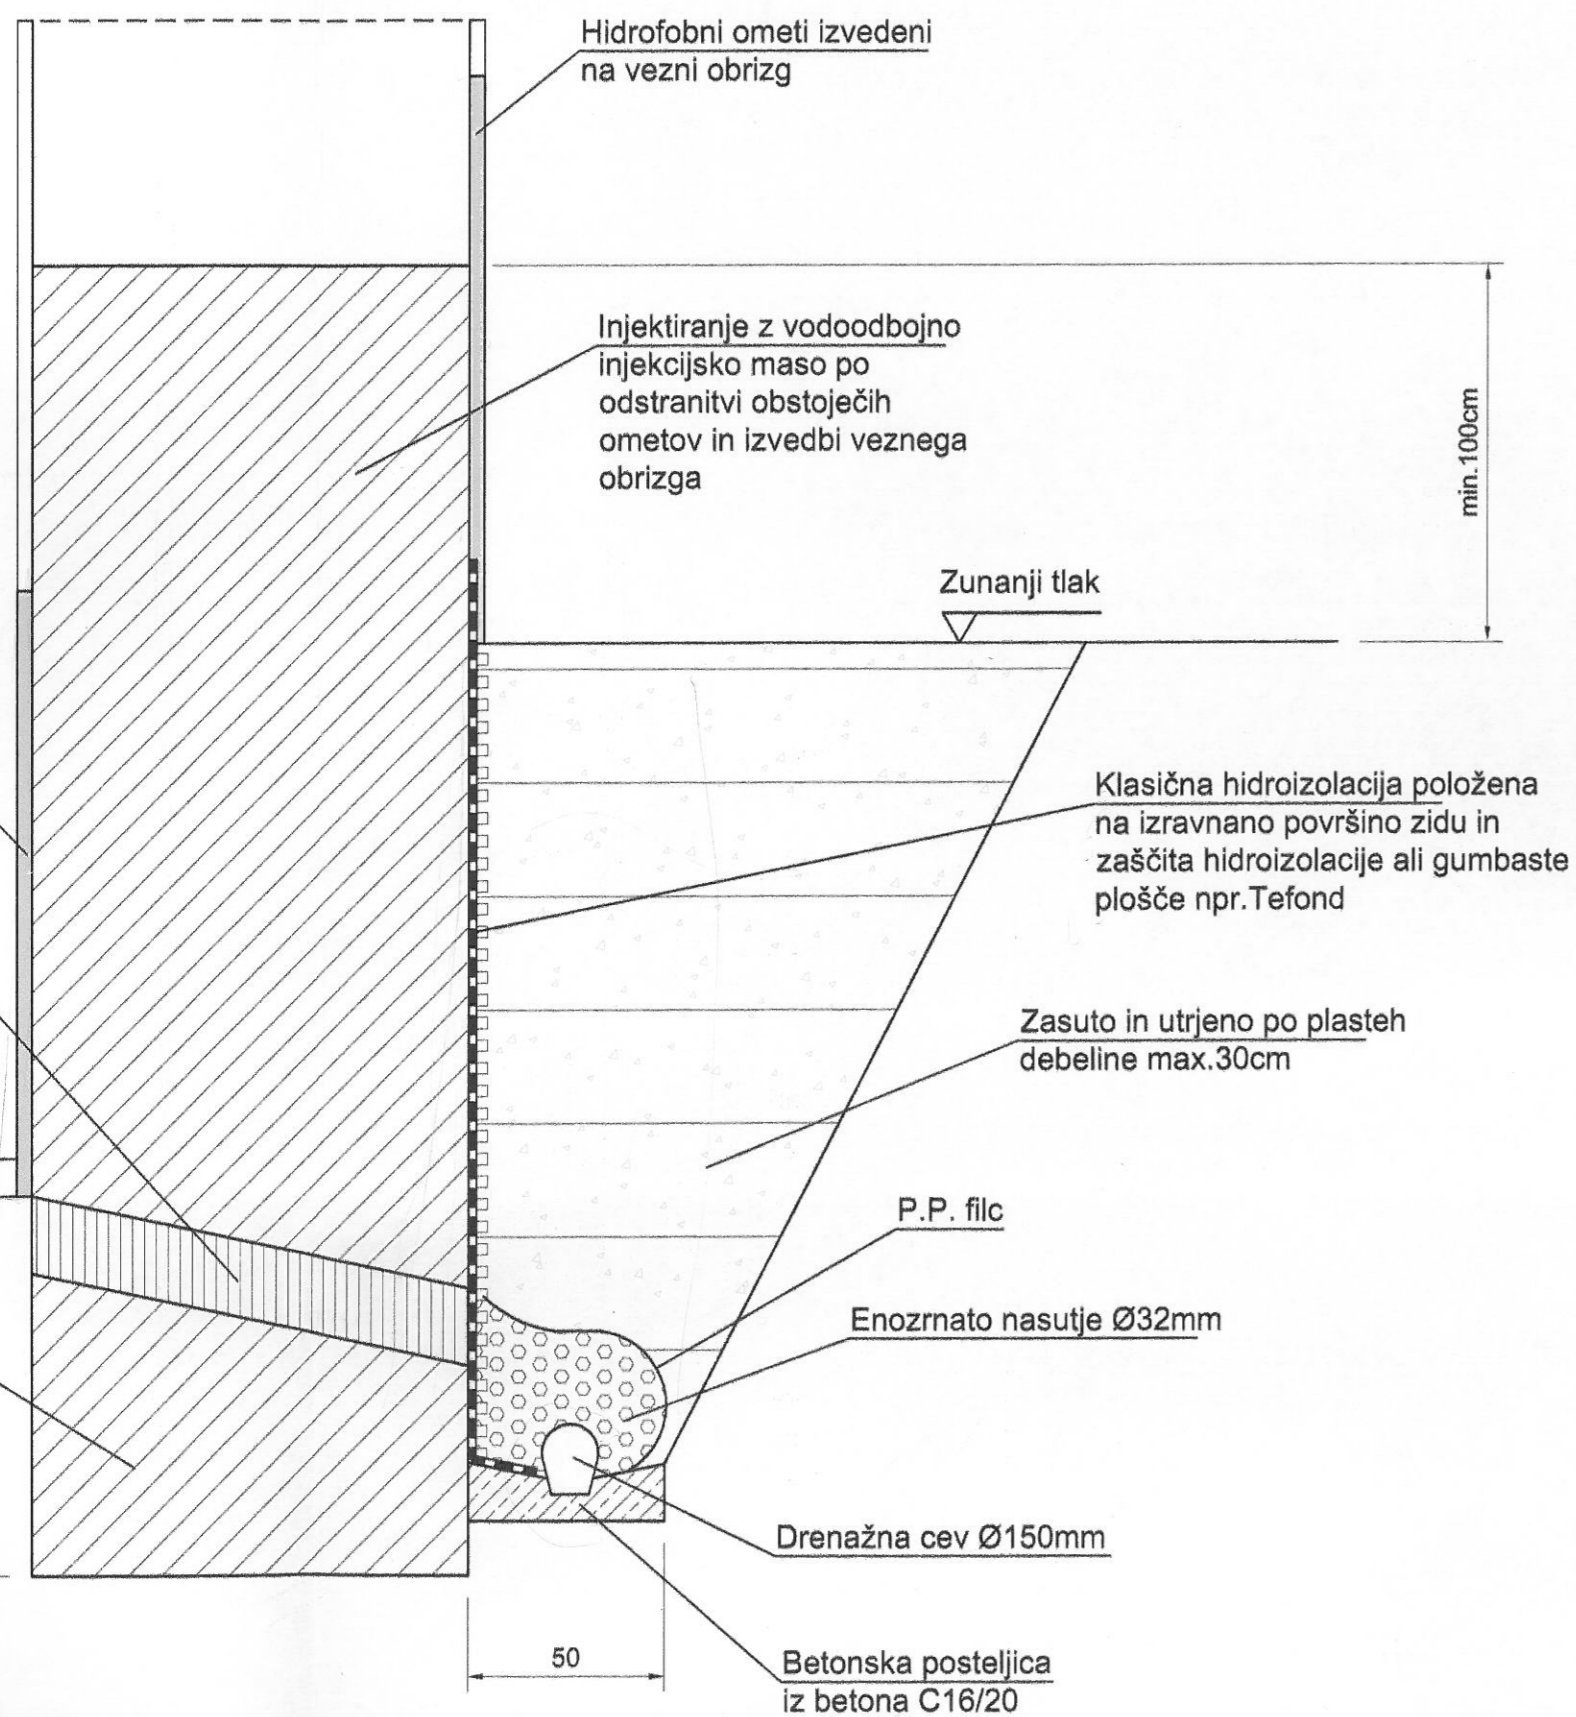 Hidrofobni ometi izvedeni
na vezni obrizg
Injektiranje z vodoodbojno
injekcijsko maso po
odstranitvi obstoječih
ometov in izvedbi veznega
obrizga
min.100cm
Zunanji tlak
Klasična hidroizolacija položena
na izravnano površino zidu in
zaščita hidroizolacije ali gumbaste
plošče npr.Tefond
Zasuto in utrjeno po plasteh
debeline max.30cm
P.P. filc
Enozrnato nasutje Ø32mm
Drenažna cev Ø150mm
50
Betonska posteljica
iz betona C16/20